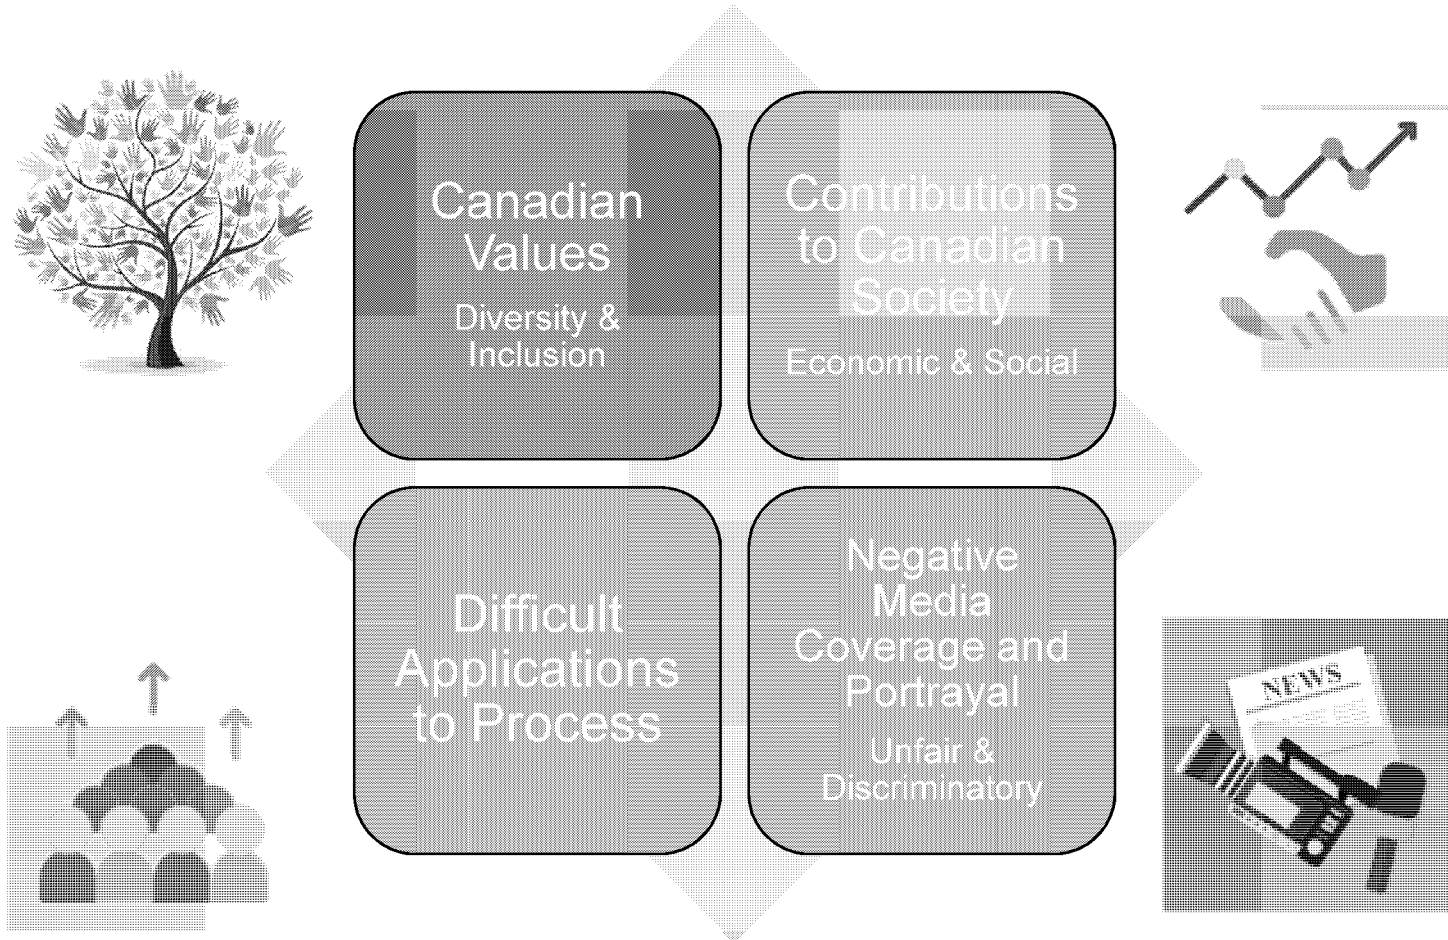 Canadian
Values
Diversity &
Inclusion
Contributions
to Canadian
Society
Economic & Social
Difficult
Applications
to Process
Negative
Media
Coverage and
Portrayal
Unfair &
Discriminatory
NEWS